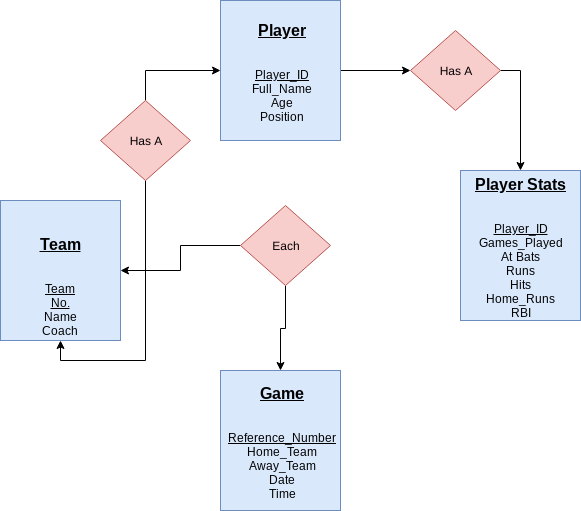 Player
Player_ID
Full_Name
Age
Position
Has A
Has A
Player Stats
Player_ID
Games_Played
At Bats
Runs
Hits
Home_Runs
RBI
Team
Team
No.
Name
Coach
Each
Game
Reference_Number
Home_Team
Away_Team
Date
Time